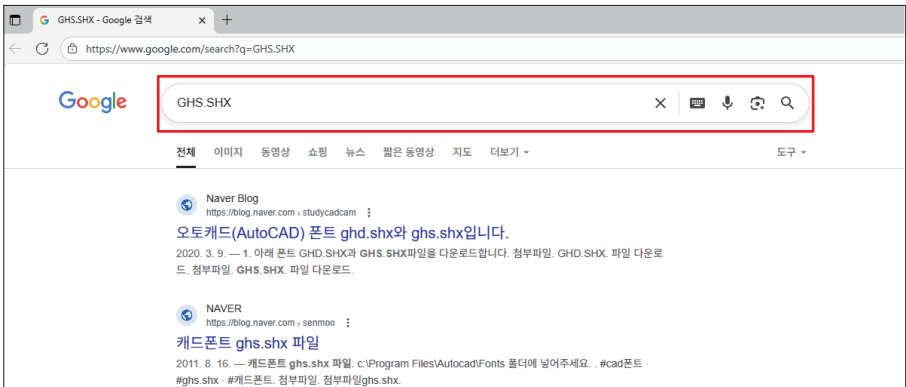 GHS.SHX - Google 검색
https://www.google.com/search?q=GHS.SHX
Google
GHS.SHX
전체 이미지 동영상 쇼핑 뉴스 짧은 동영상 지도 더보기 도구
Naver Blog
https://blog.naver.com › studycadcam
오토캐드(AutoCAD) 폰트 ghd.shx와 ghs.shx입니다.
2020. 3. 9. — 1. 아래 폰트 GHD.SHX과 GHS.SHX파일을 다운로드합니다. 첨부파일. GHD.SHX. 파일 다운로
드. 첨부파일. GHS.SHX. 파일 다운로드.
NAVER
https://blog.naver.com › senmoo
캐드폰트 ghs.shx 파일
2011. 8. 16. — 캐드폰트 ghs.shx 파일. c:\Program Files\Autocad\Fonts 폴더에 넣어주세요. . #cad폰트 ·
#ghs.shx · #캐드폰트. 첨부파일. 첨부파일ghs.shx.